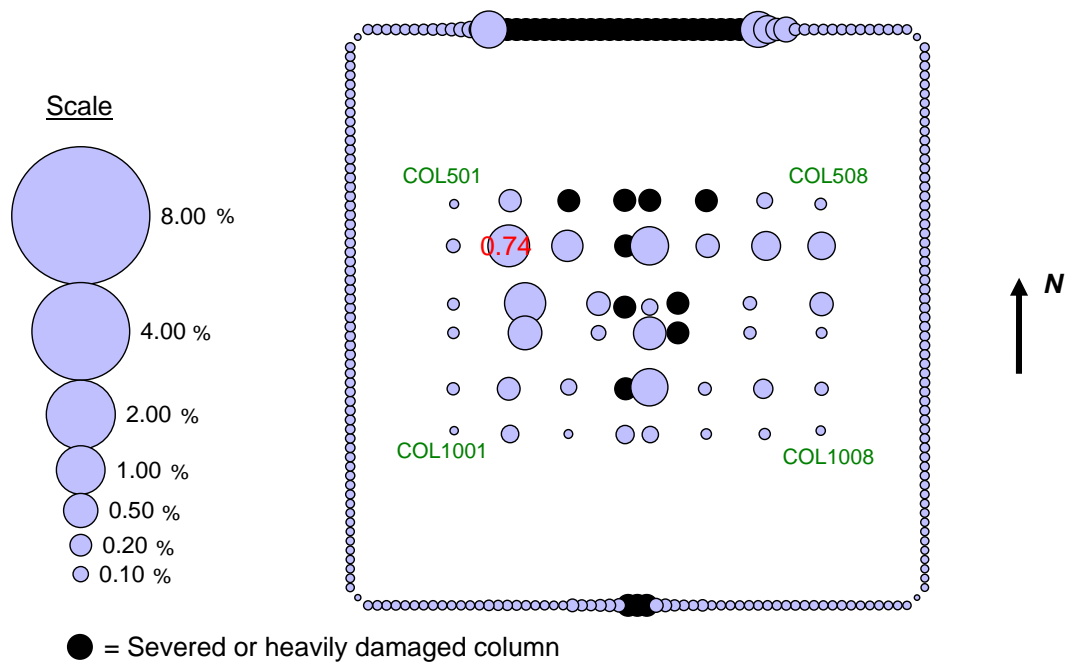 Scale
8.00 %
4.00 %
2.00 %
1.00 %
0.50 %
0.20 %
0.10 %
COL501
COL508
0.74
N
COL1001
COL1008
= Severed or heavily damaged column